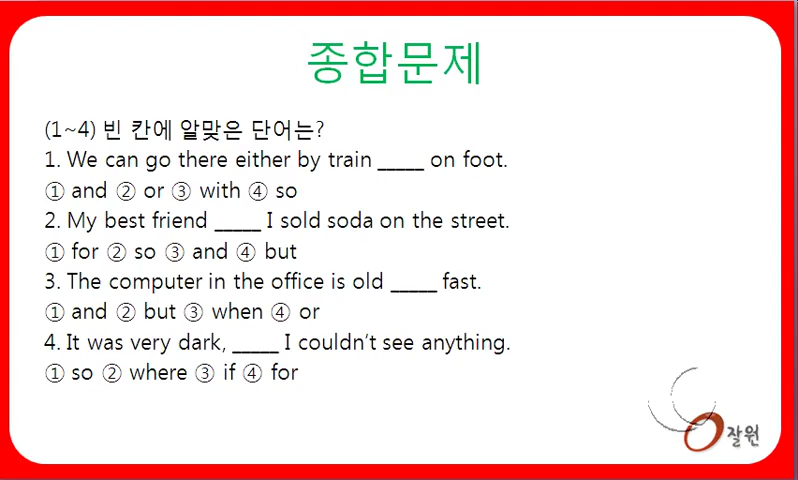 종합문제
(1~4) 빈 칸에 알맞은 단어는?
1. We can go there either by train _____ on foot.
① and ② or ③ with ④ so
2. My best friend _____ I sold soda on the street.
① for ② so ③ and ④ but
3. The computer in the office is old _____ fast.
① and ② but ③ when ④ or
4. It was very dark, _____ I couldn't see anything.
① so ② where ③ if ④ for
잘원